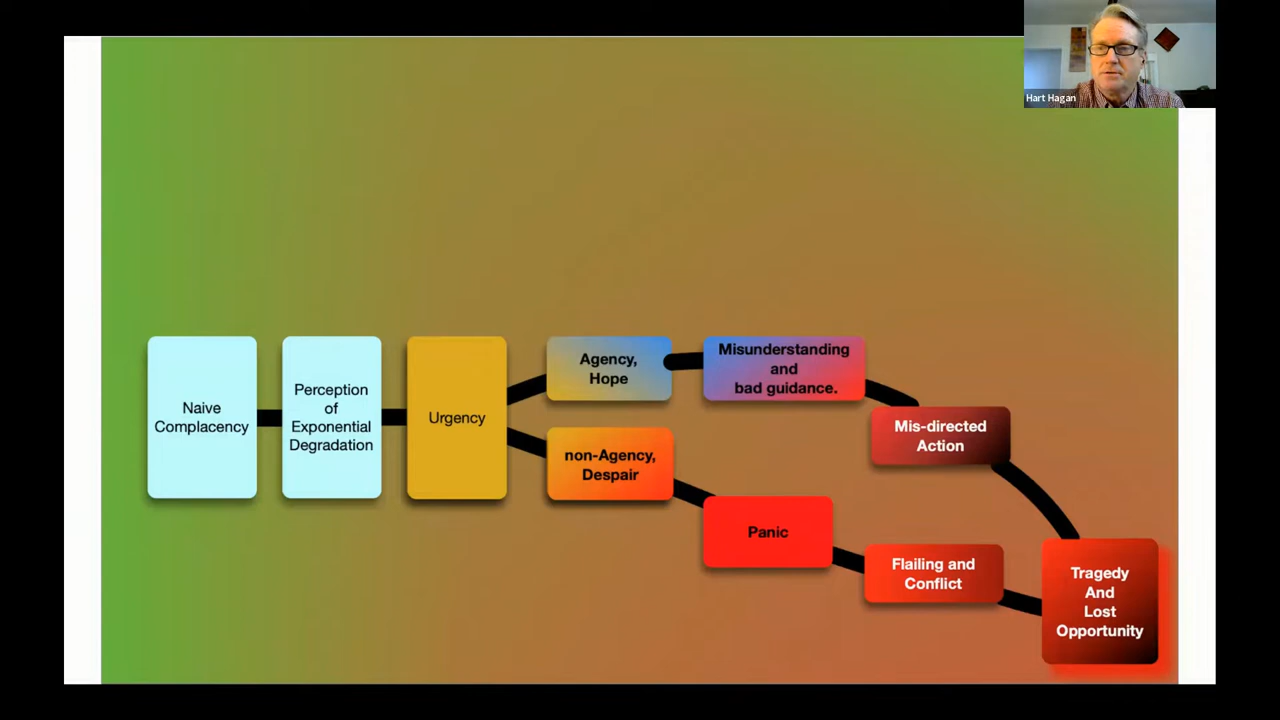 Hart Hagan
Naive
Complacency
Perception
of
Exponential
Degradation
Urgency
Agency,
Hope
Misunderstanding
and
bad guidance.
Mis-directed
Action
non-Agency,
Despair
Panic
Flailing and
Conflict
Tragedy
And
Lost
Opportunity